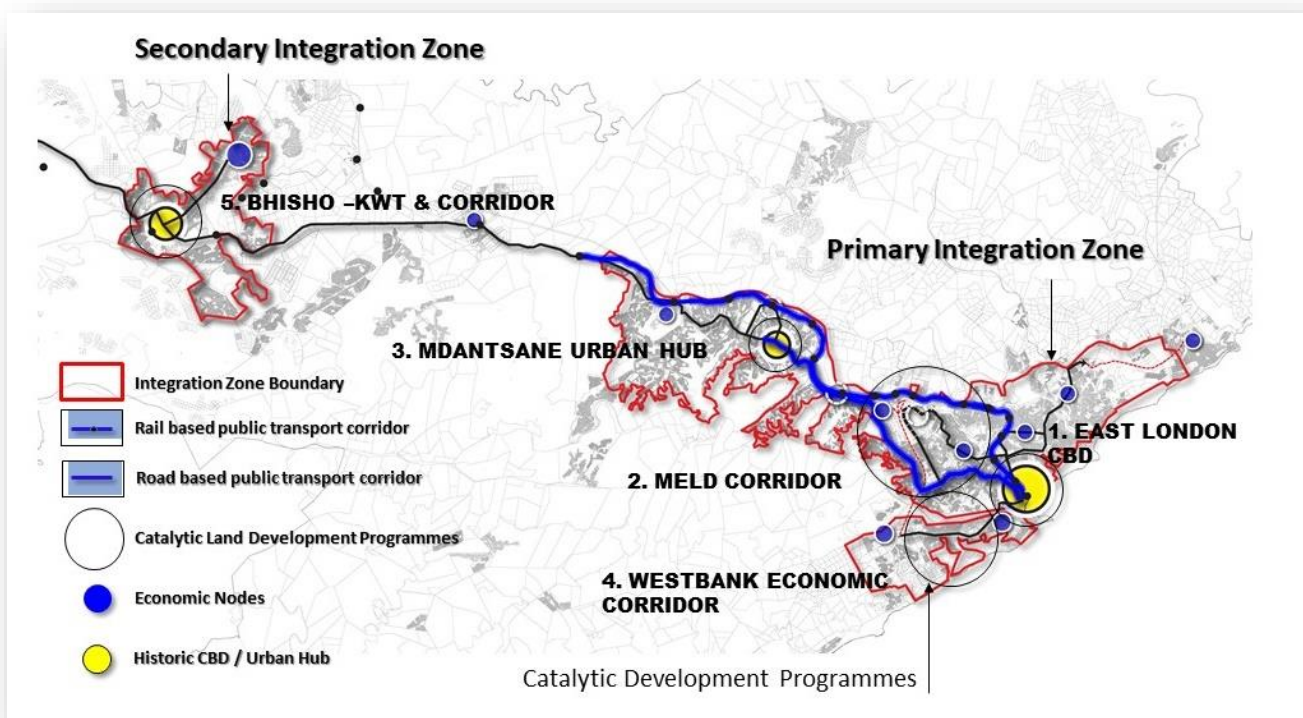 Secondary Integration Zone
5. BHISHO –KWT & CORRIDOR
Primary Integration Zone
3. MDANTSANE URBAN HUB
Integration Zone Boundary
Rail based public transport corridor
1. EAST LONDON
CBD
2. MELD CORRIDOR
Road based public transport corridor
Catalytic Land Development Programmes
4. WESTBANK ECONOMIC
CORRIDOR
Economic Nodes
Historic CBD / Urban Hub
Catalytic Development Programmes